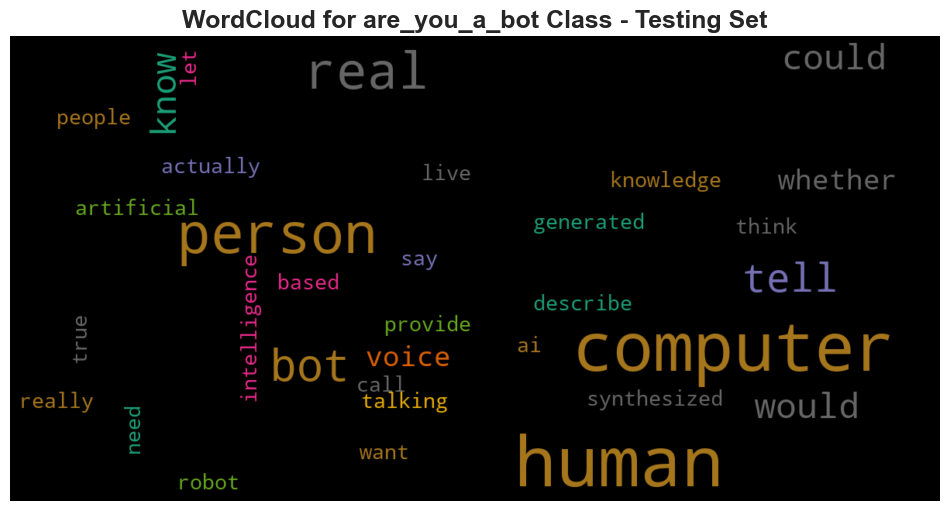 WordCloud for are_you_a_bot Class - Testing Set
let
know
real
could
people
actually
live
knowledge
whether
artificial
person
generated
think
say
intelligence
based
tell
describe
true
provide
computer
bot
voice
ai
call
really
talking
synthesized
would
need
want
human
robot